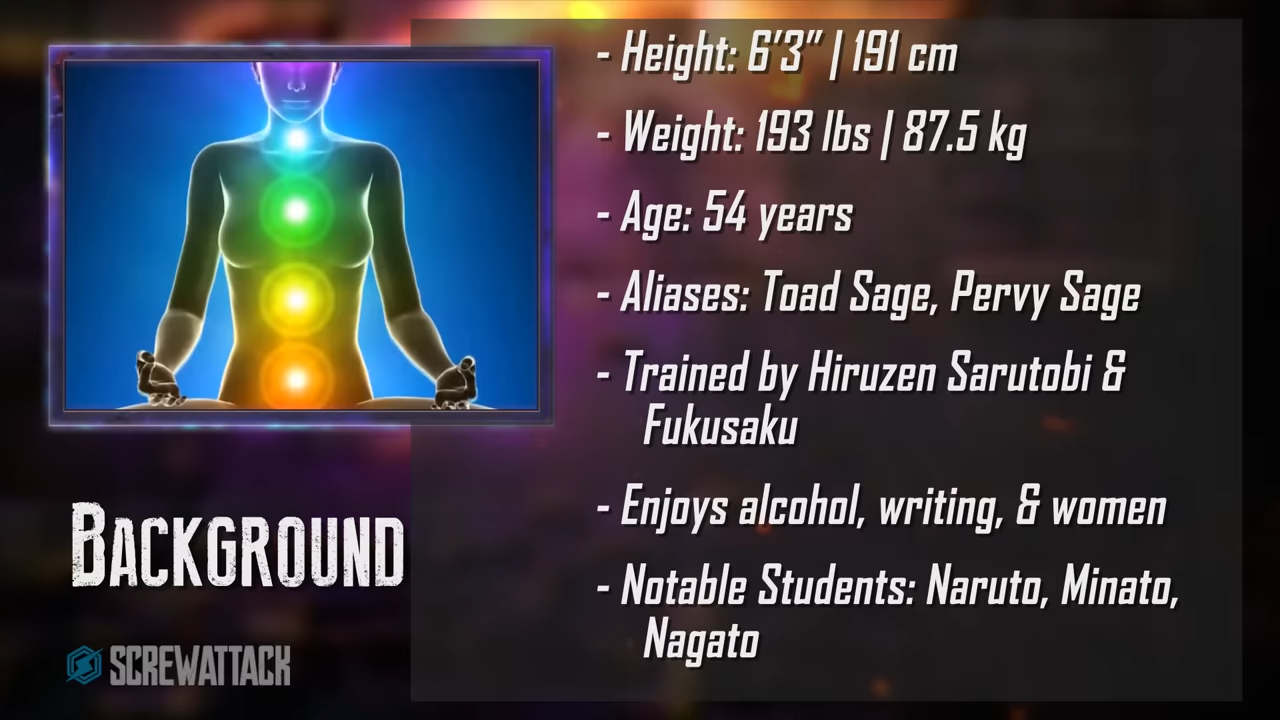 - Height: 6'3" | 191 cm
- Weight: 193 lbs | 87.5 kg
- Age: 54 years
- Aliases: Toad Sage, Pervy Sage
- Trained by Hiruzen Sarutobi &
Fukusaku
- Enjoys alcohol, writing, & women
- Notable Students: Naruto, Minato,
Nagato
BACKGROUND
SCREWATTACK